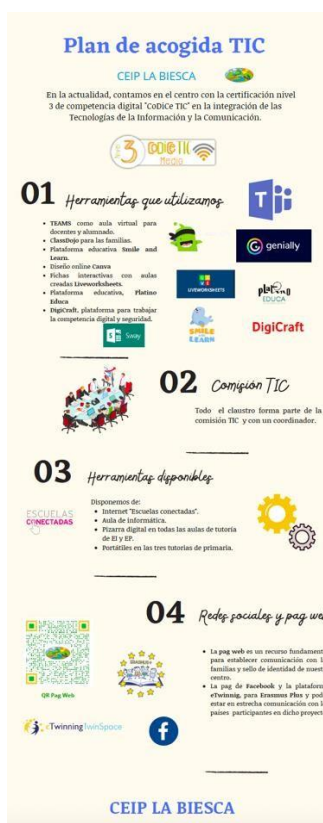 Plan de acogida TIC
CEIP LA BIESCA
En la actualidad, contamos en el centro con la certificación nivel
3 de competencia digital "CoDiCe TIC" en la integración de las
Tecnologías de la Información y la Comunicación.
Nivel 3 CODICE TIC
Medio
01 Herramientas que utilizamos
TEAMS como aula virtual para
docentes y alumnado.
ClassDojo para las familias.
Plataforma educativa Smile and
Learn.
Diseño online Canva
Fichas interactivas con aulas
creadas Liveworksheets.
Plataforma educativa, Platino
Educa
DigiCraft, plataforma para trabajar
la competencia digital y seguridad.
Sway
genially
LIVEWORKSHEETS
platino
EDUCA
SMILE
LEARN
DigiCraft
02 Comisión TIC
Todo el claustro forma parte de la
comisión TIC y con un coordinador.
03 Herramientas disponibles
ESCUELAS
CONECTADAS
Disponemos de:
Internet "Escuelas conectadas".
Aula de informática.
Pizarra digital en todas las aulas de tutoría
de EI y EP.
Portátiles en las tres tutorías de primaria.
04 Redes sociales y pag we
La pag web es un recurso fundament
para establecer comunicación con l
familias y sello de identidad de nuest
centro.
La pag de Facebook y la plataform
eTwinnig, para Erasmus Plus y pod
estar en estrecha comunicación con l
países participantes en dicho proyect
QR Pag Web
ERASMUS+
eTwinning TwinSpace
CEIP LA BIESCA